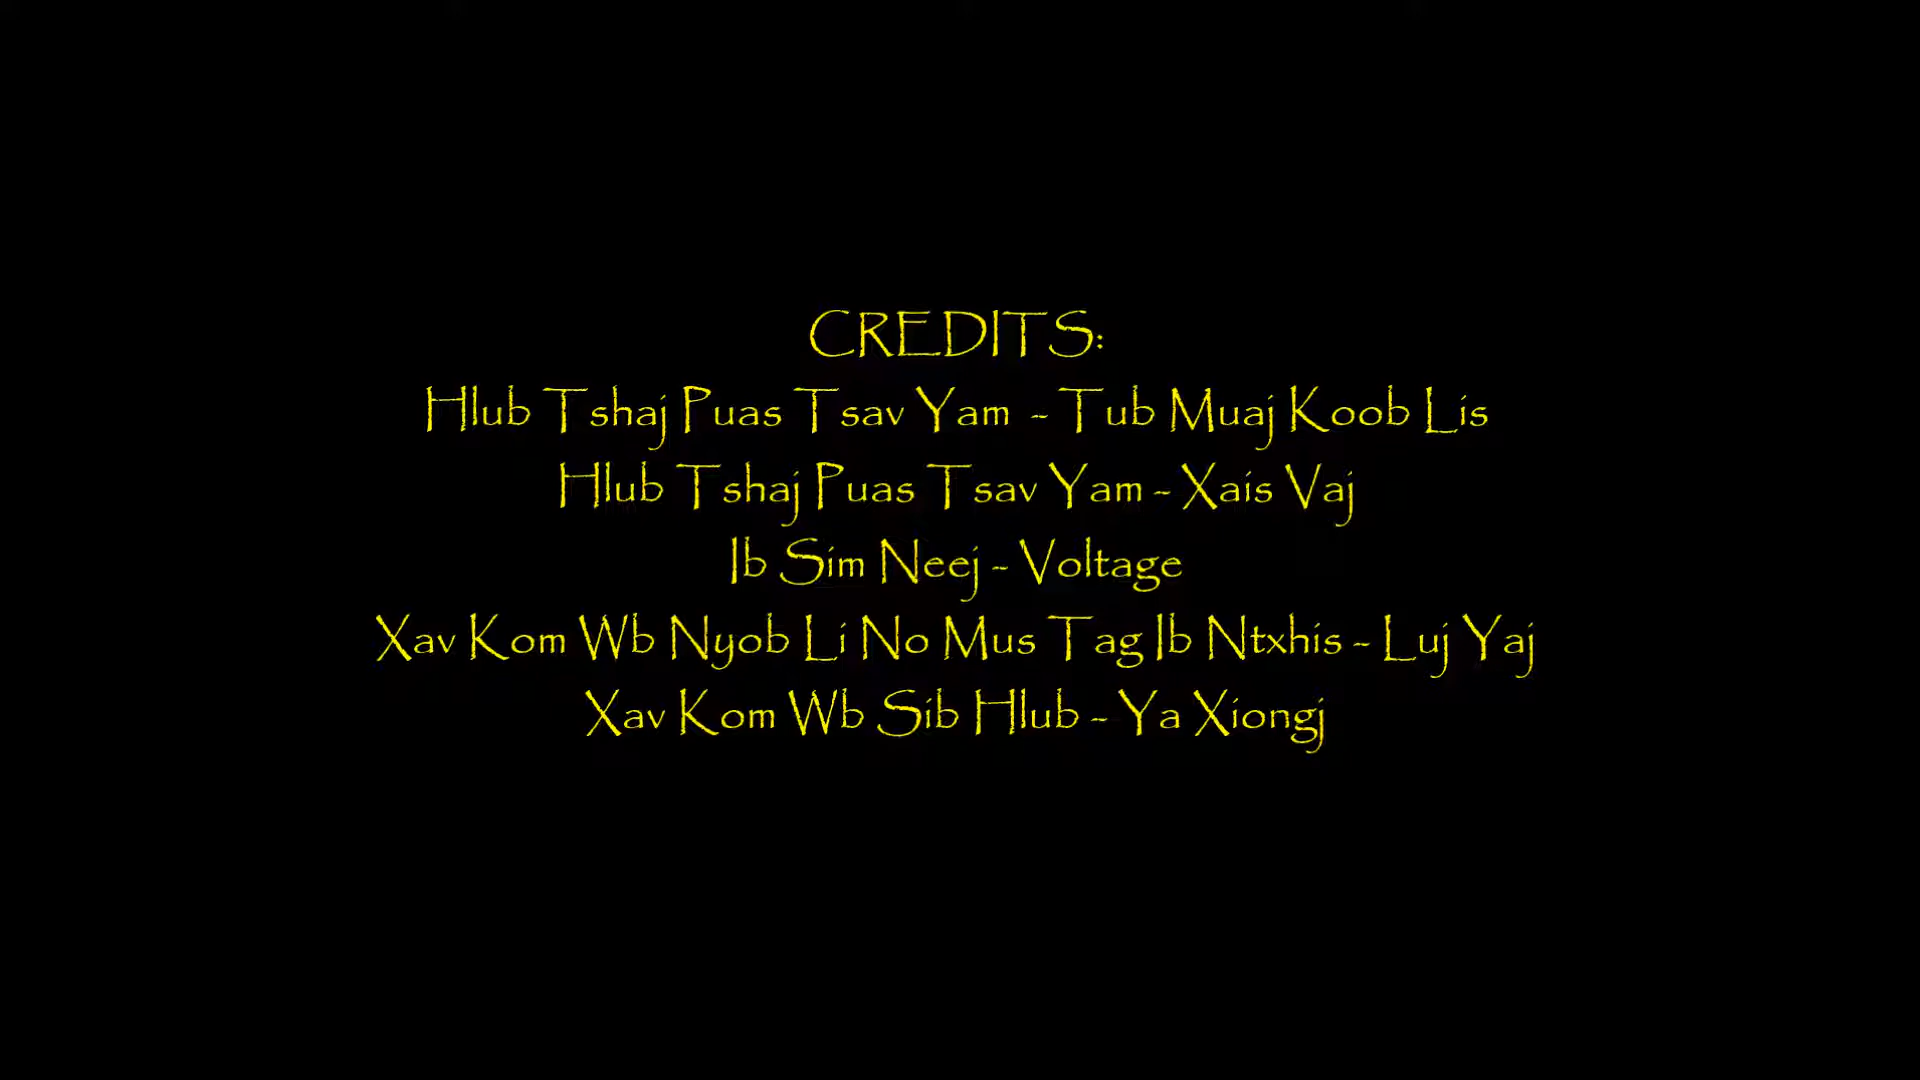 CREDITS:
Hlub Tshaj Puas Tsav Yam - Tub Muaj Koob Lis
Hlub Tshaj Puas Tsav Yam - Xais Vaj
Ib Sim Neej - Voltage
Xav Kom Wb Nyob Li No Mus Tag Ib Ntxhis - Luj Yaj
Xav Kom Wb Sib Hlub - Ya Xiongj